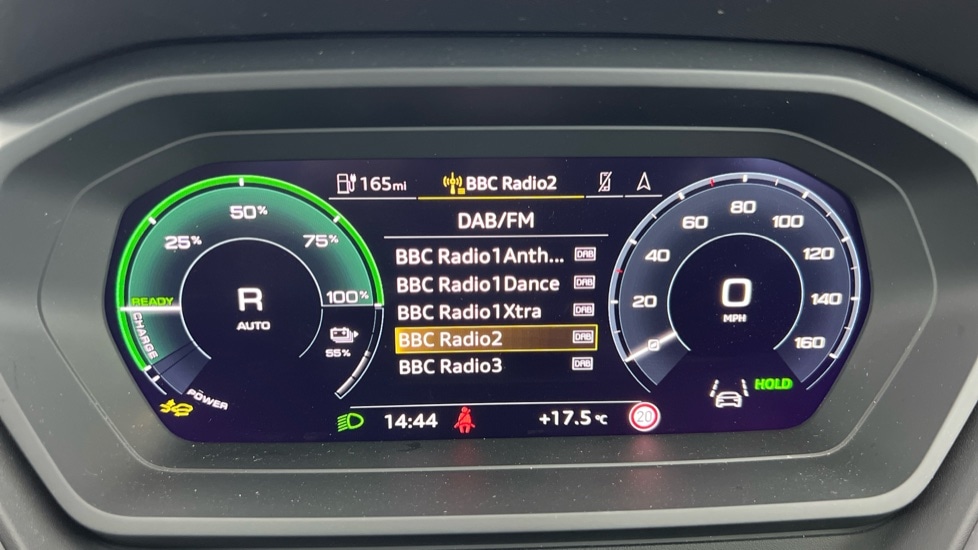 165mi BBC Radio2
DAB/FM
BBC Radio1Anth... DAB
BBC Radio1Dance DAB
BBC Radio1Xtra DAB
BBC Radio2 DAB
BBC Radio3 DAB
25% 50% 75% 100%
READY
CHARGE
POWER
R
AUTO
55%
0 20 40 60 80 100 120 140 160
0
MPH
HOLD
14:44 +17.5°C 20